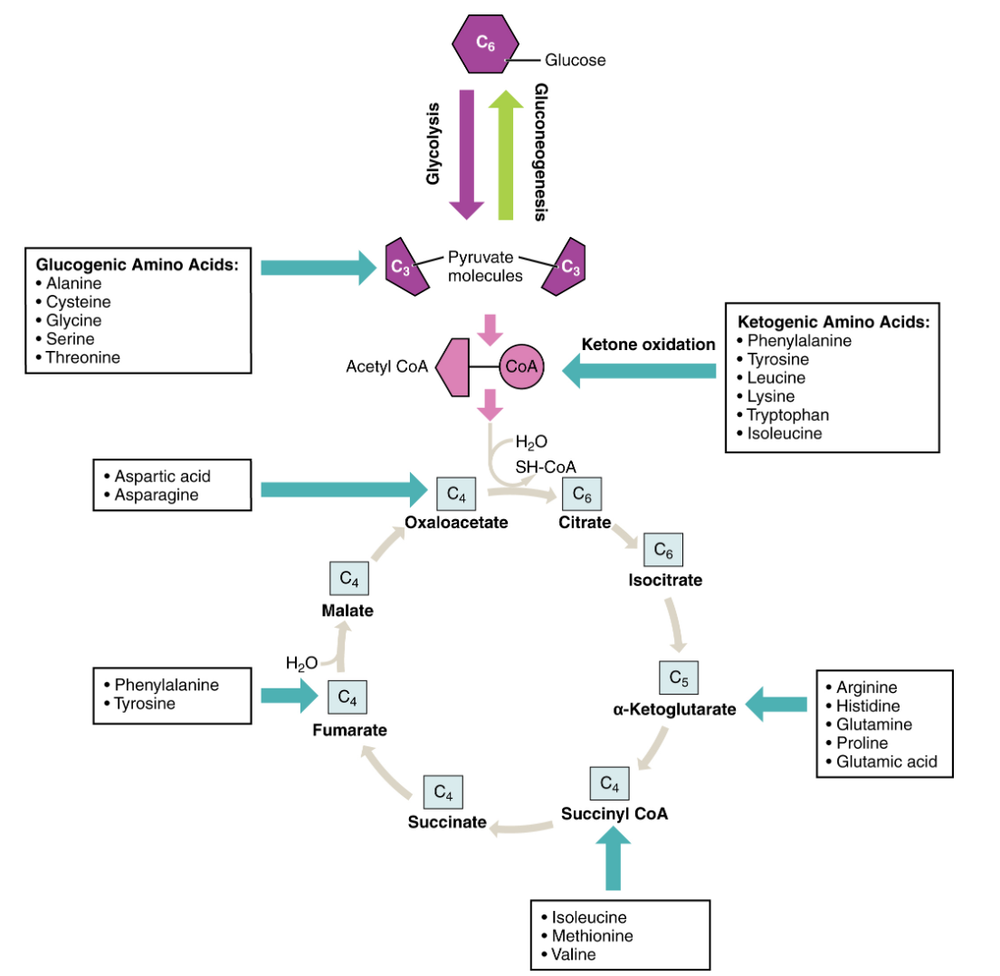 C₆
Glucose
Glycolysis
Gluconeogenesis
Glucogenic Amino Acids:
• Alanine
• Cysteine
• Glycine
• Serine
• Threonine
C₃
Pyruvate
molecules
C₃
Ketogenic Amino Acids:
• Phenylalanine
• Tyrosine
• Leucine
• Lysine
• Tryptophan
• Isoleucine
Ketone oxidation
Acetyl CoA
CoA
H₂O
SH-CoA
• Aspartic acid
• Asparagine
C₄
Oxaloacetate
C₆
Citrate
C₆
Isocitrate
C₄
Malate
H₂O
• Phenylalanine
• Tyrosine
C₄
Fumarate
C₅
α-Ketoglutarate
• Arginine
• Histidine
• Glutamine
• Proline
• Glutamic acid
C₄
Succinate
C₄
Succinyl CoA
• Isoleucine
• Methionine
• Valine